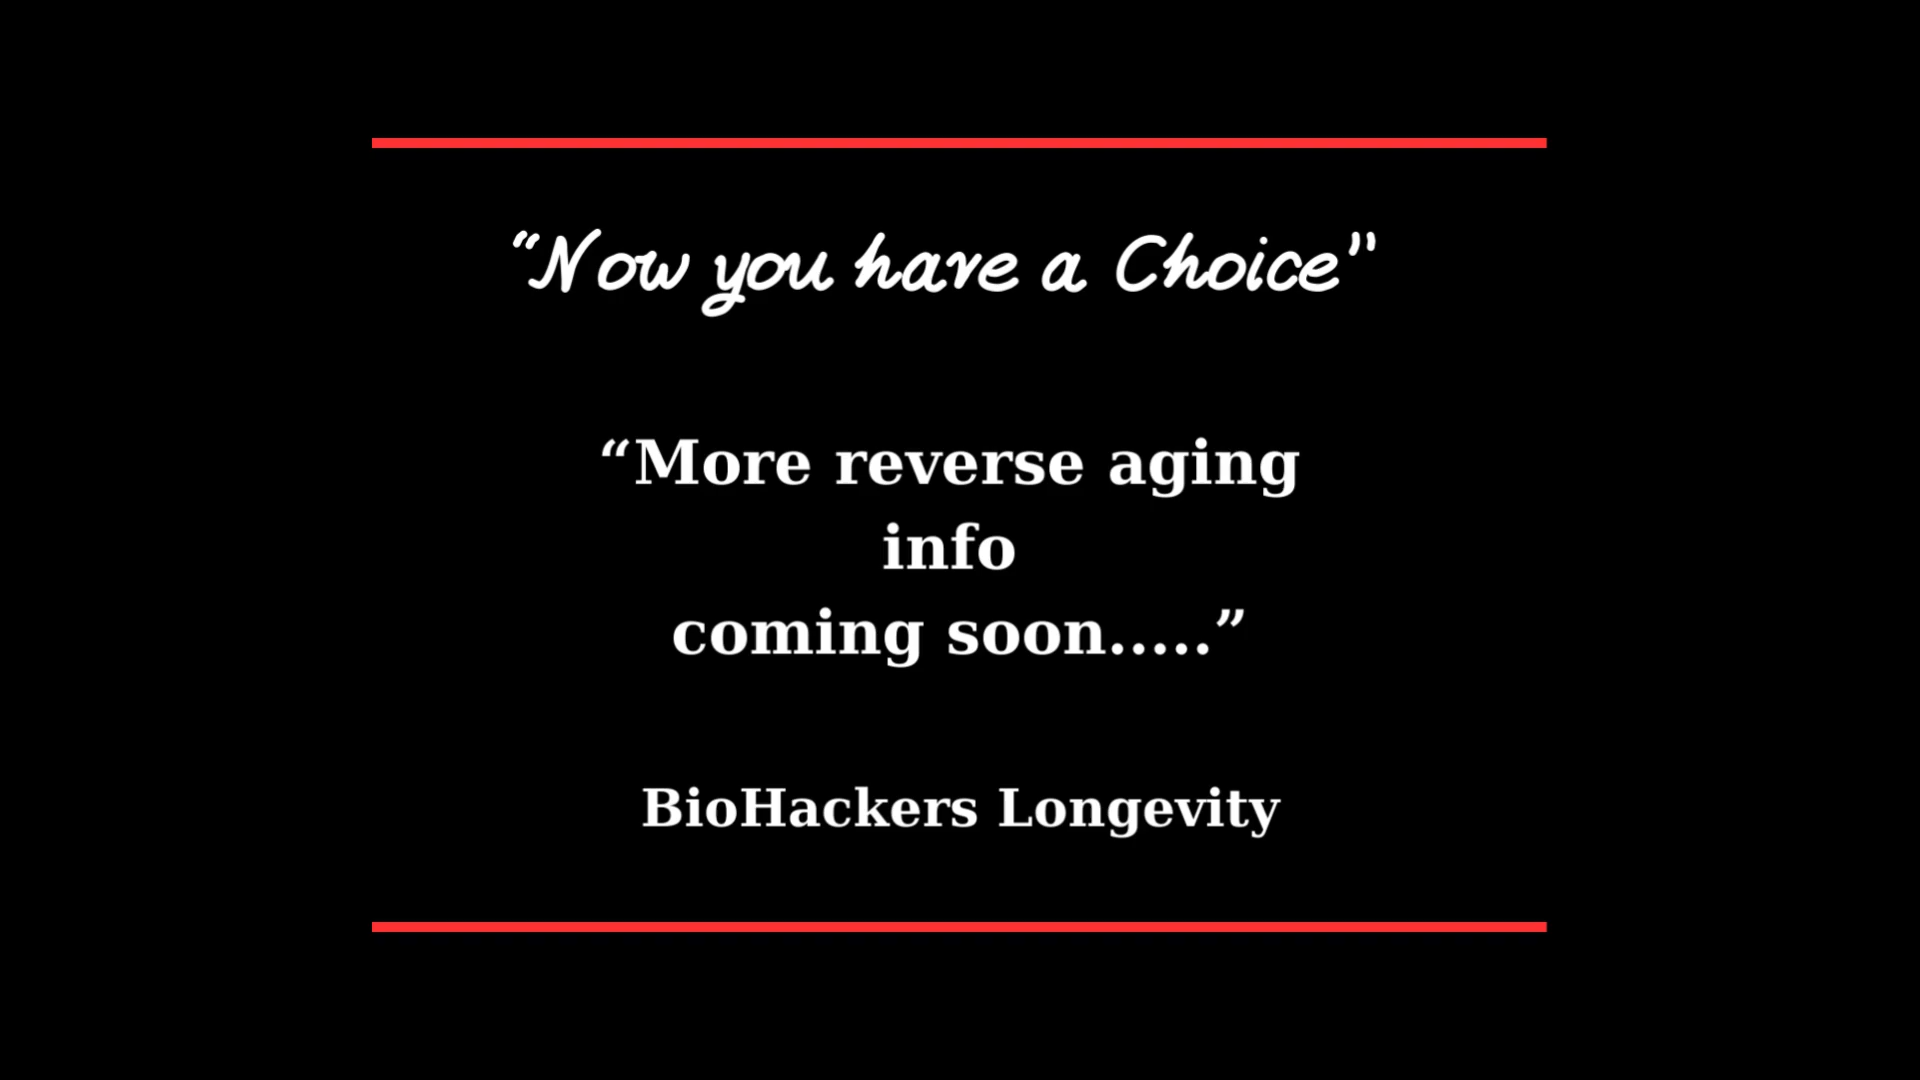 “Now you have a Choice”
“More reverse aging
info
coming soon.....”
BioHackers Longevity